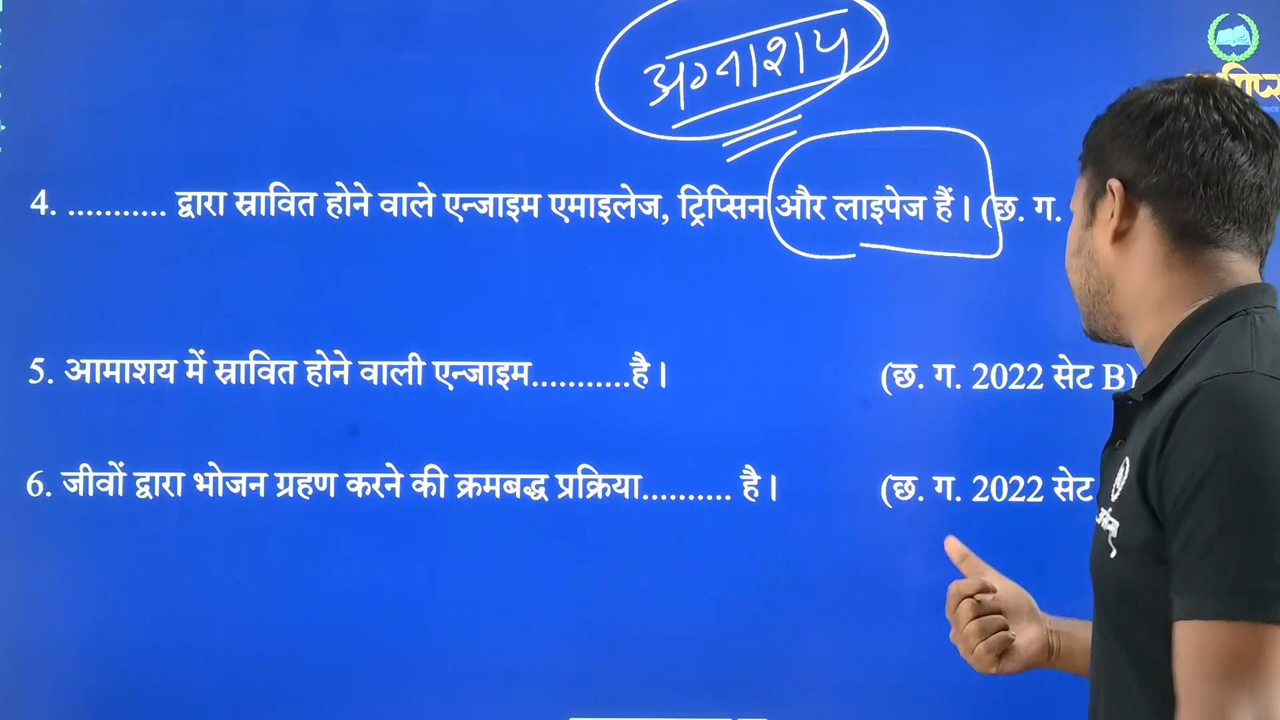 अग्नाशय
4. ........... द्वारा स्रावित होने वाले एन्जाइम एमाइलेज, ट्रिप्सिन और लाइपेज हैं। (छ. ग.
5. आमाशय में स्रावित होने वाली एन्जाइम...........है। (छ. ग. 2022 सेट B)
6. जीवों द्वारा भोजन ग्रहण करने की क्रमबद्ध प्रक्रिया.......... है। (छ. ग. 2022 सेट